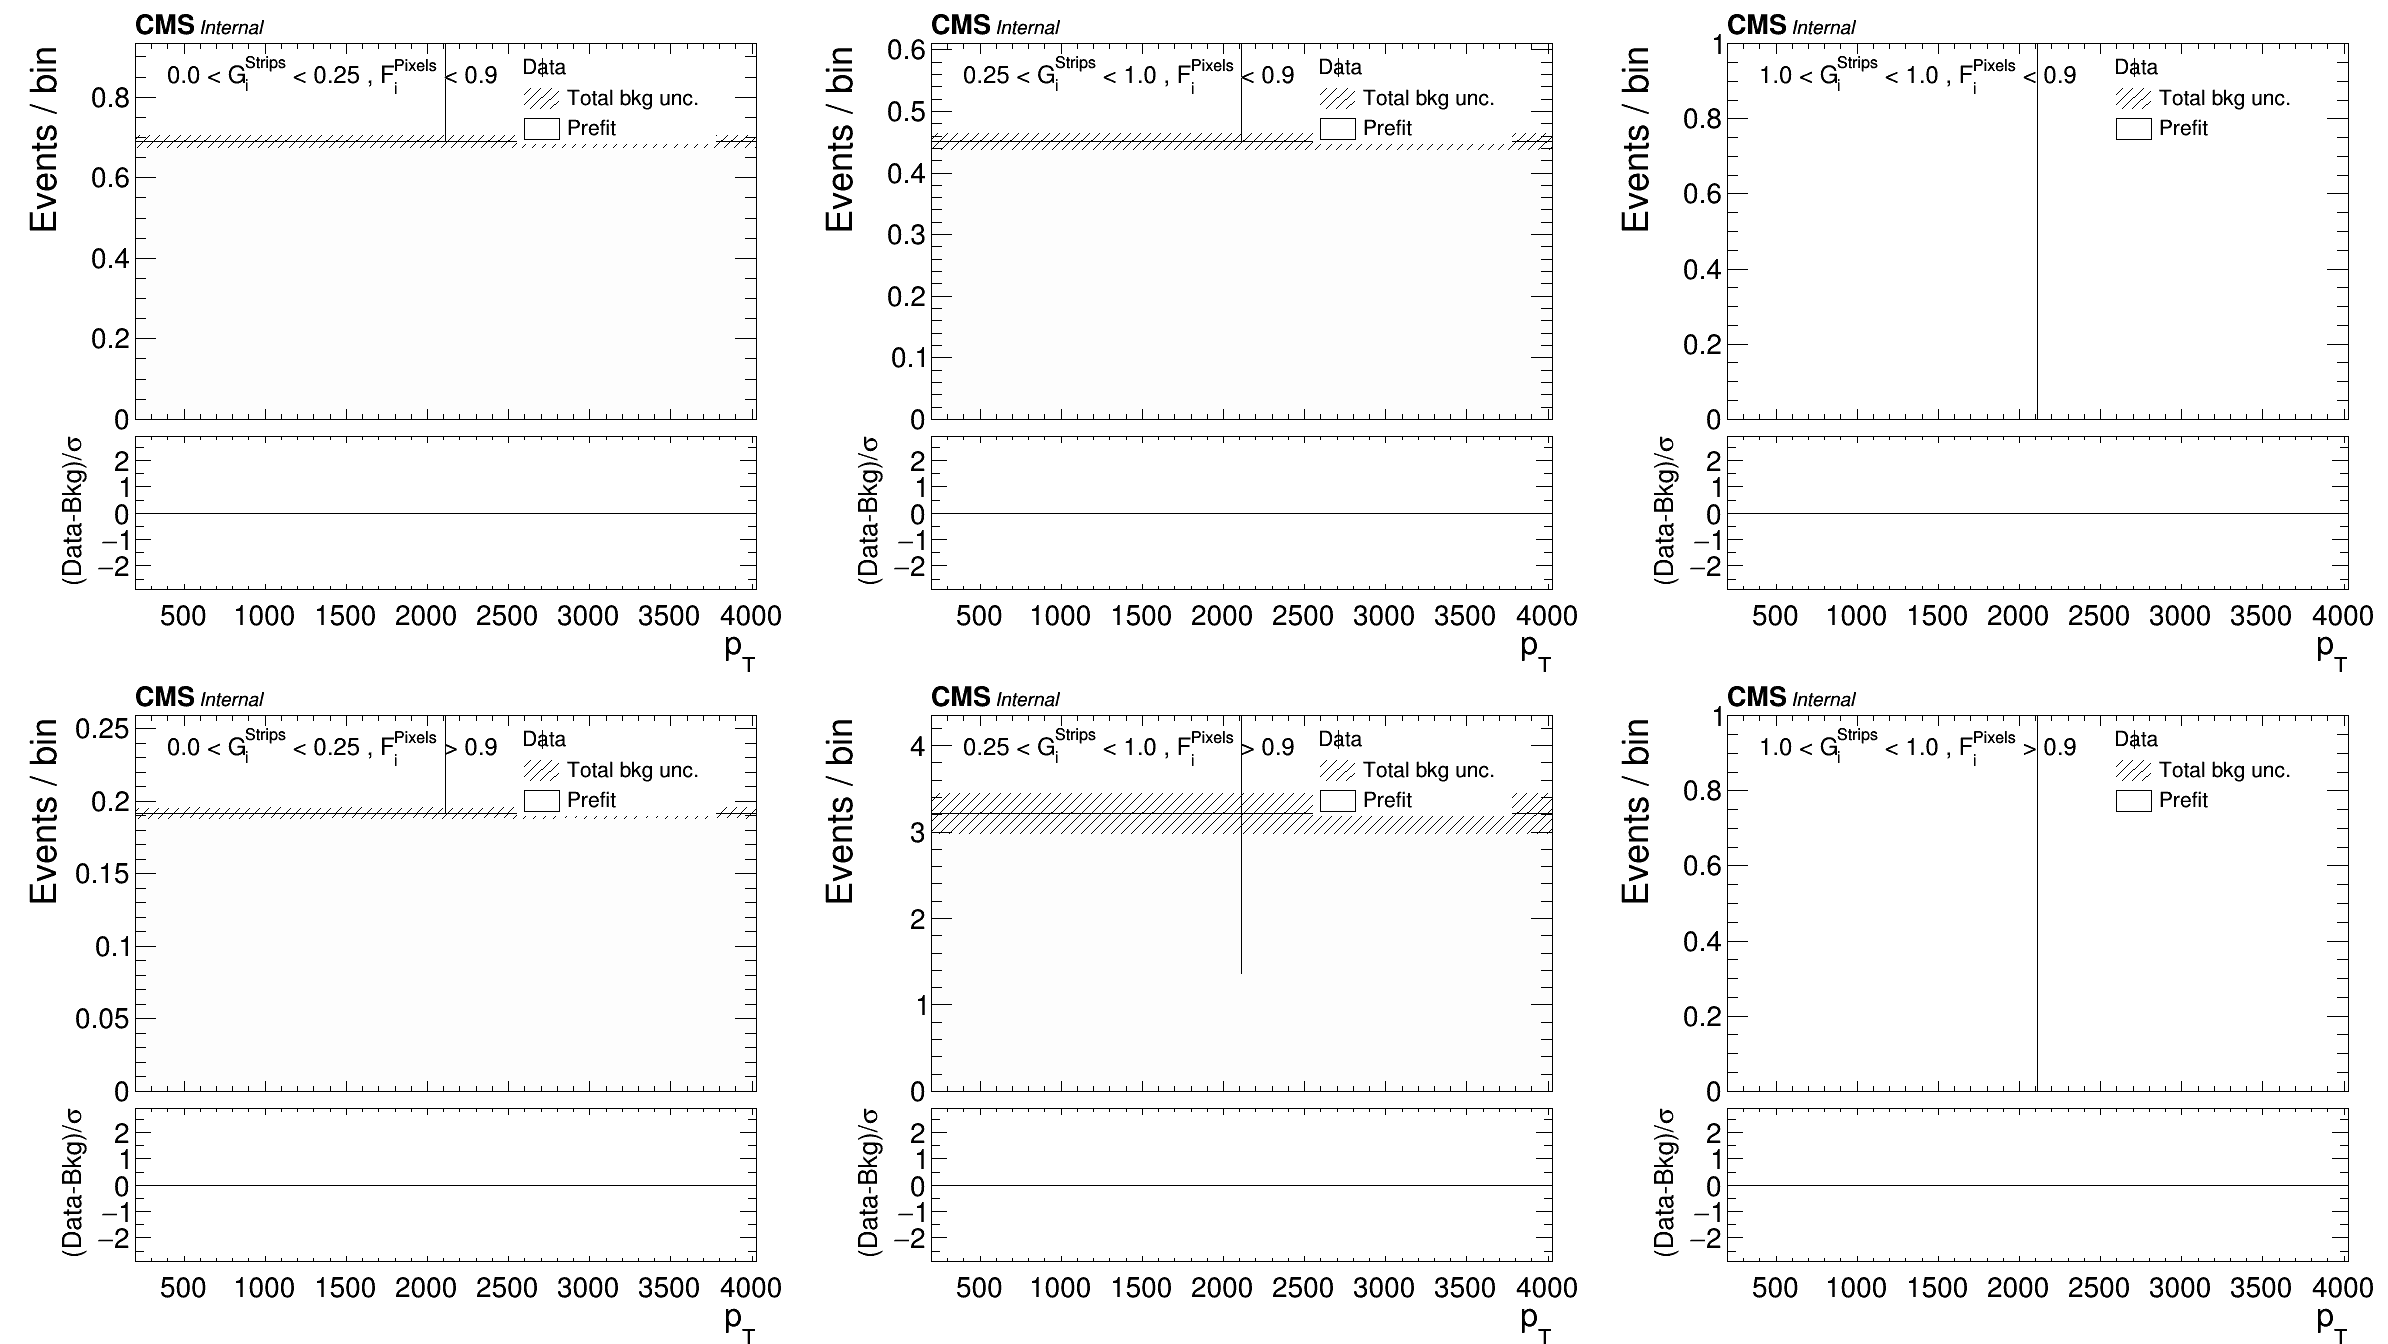 CMS Internal
Events / bin
0.0 < G_i^Strips < 0.25 , F_i^Pixels < 0.9
Data
Total bkg unc.
Prefit
0.8
0.6
0.4
0.2
0
(Data-Bkg)/σ
2
1
0
−1
−2
500 1000 1500 2000 2500 3000 3500 4000
p_T
CMS Internal
Events / bin
0.25 < G_i^Strips < 1.0 , F_i^Pixels < 0.9
Data
Total bkg unc.
Prefit
0.6
0.5
0.4
0.3
0.2
0.1
0
(Data-Bkg)/σ
2
1
0
−1
−2
500 1000 1500 2000 2500 3000 3500 4000
p_T
CMS Internal
Events / bin
1.0 < G_i^Strips < 1.0 , F_i^Pixels < 0.9
Data
Total bkg unc.
Prefit
1
0.8
0.6
0.4
0.2
0
(Data-Bkg)/σ
2
1
0
−1
−2
500 1000 1500 2000 2500 3000 3500 4000
p_T
CMS Internal
Events / bin
0.0 < G_i^Strips < 0.25 , F_i^Pixels > 0.9
Data
Total bkg unc.
Prefit
0.25
0.2
0.15
0.1
0.05
0
(Data-Bkg)/σ
2
1
0
−1
−2
500 1000 1500 2000 2500 3000 3500 4000
p_T
CMS Internal
Events / bin
0.25 < G_i^Strips < 1.0 , F_i^Pixels > 0.9
Data
Total bkg unc.
Prefit
4
3
2
1
0
(Data-Bkg)/σ
2
1
0
−1
−2
500 1000 1500 2000 2500 3000 3500 4000
p_T
CMS Internal
Events / bin
1.0 < G_i^Strips < 1.0 , F_i^Pixels > 0.9
Data
Total bkg unc.
Prefit
1
0.8
0.6
0.4
0.2
0
(Data-Bkg)/σ
2
1
0
−1
−2
500 1000 1500 2000 2500 3000 3500 4000
p_T